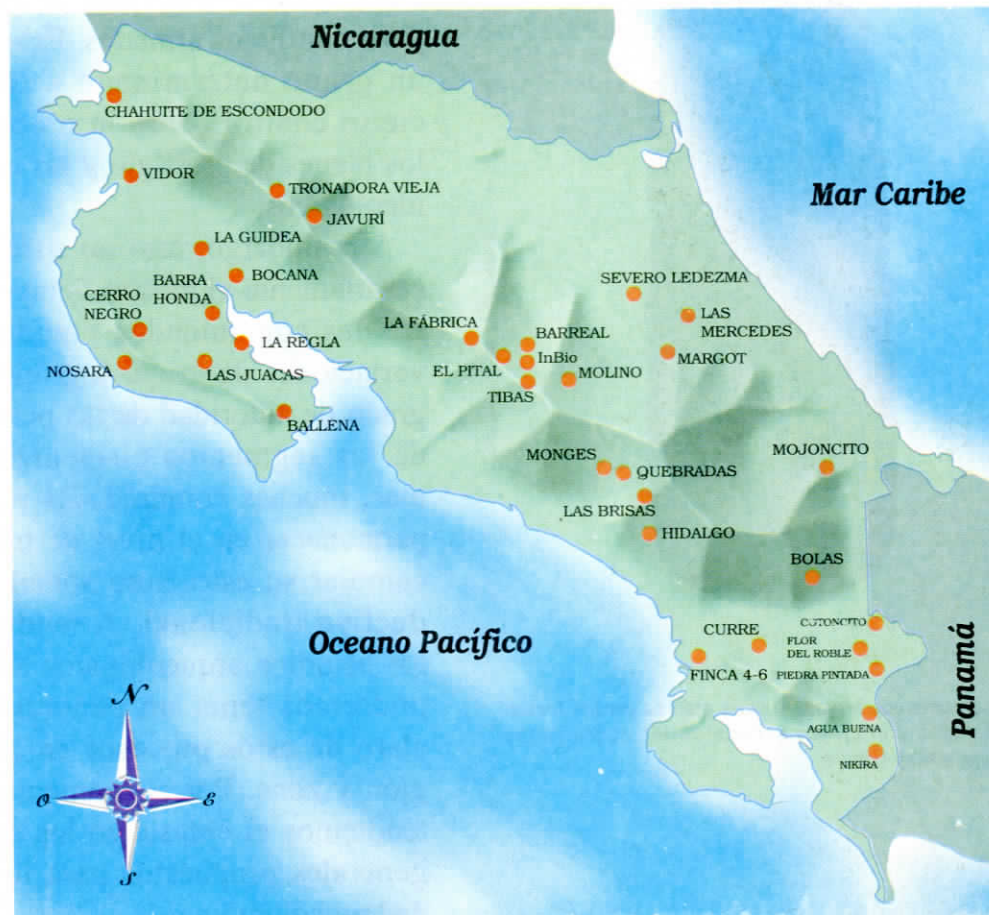 Nicaragua
CHAHUITE DE ESCONDODO
VIDOR
TRONADORA VIEJA
Mar Caribe
JAVURÍ
LA GUIDEA
BOCANA
BARRA
HONDA
SEVERO LEDEZMA
CERRO
NEGRO
LAS
MERCEDES
LA FÁBRICA
BARREAL
LA REGLA
InBio
MARGOT
NOSARA
LAS JUACAS
EL PITAL
MOLINO
TIBAS
BALLENA
MONGES
QUEBRADAS
MOJONCITO
LAS BRISAS
HIDALGO
BOLAS
Oceano Pacífico
COTONCITO
CURRE
FLOR
DEL ROBLE
FINCA 4-6
PIEDRA PINTADA
Panamá
AGUA BUENA
NIKIRA
N
O
E
S